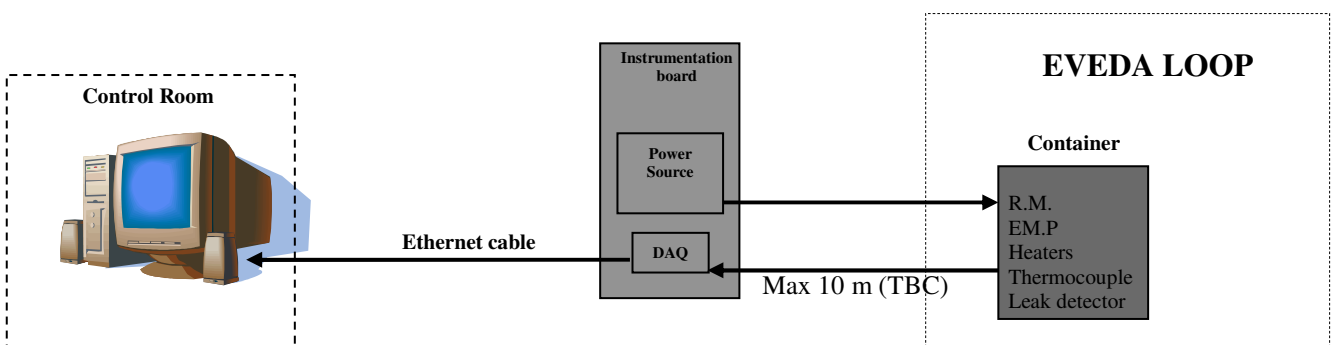 Control Room
Ethernet cable
Instrumentation
board
Power
Source
DAQ
Max 10 m (TBC)
EVEDA LOOP
Container
R.M.
EM.P
Heaters
Thermocouple
Leak detector